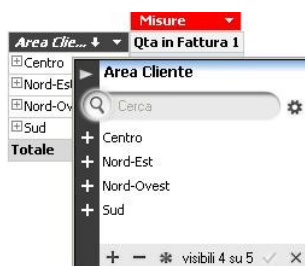 Misure
Area Clie... Qta in Fattura 1
Centro
Nord-Est
Nord-Ov
Sud
Totale
Area Cliente
Cerca
Centro
Nord-Est
Nord-Ovest
Sud
visibili 4 su 5